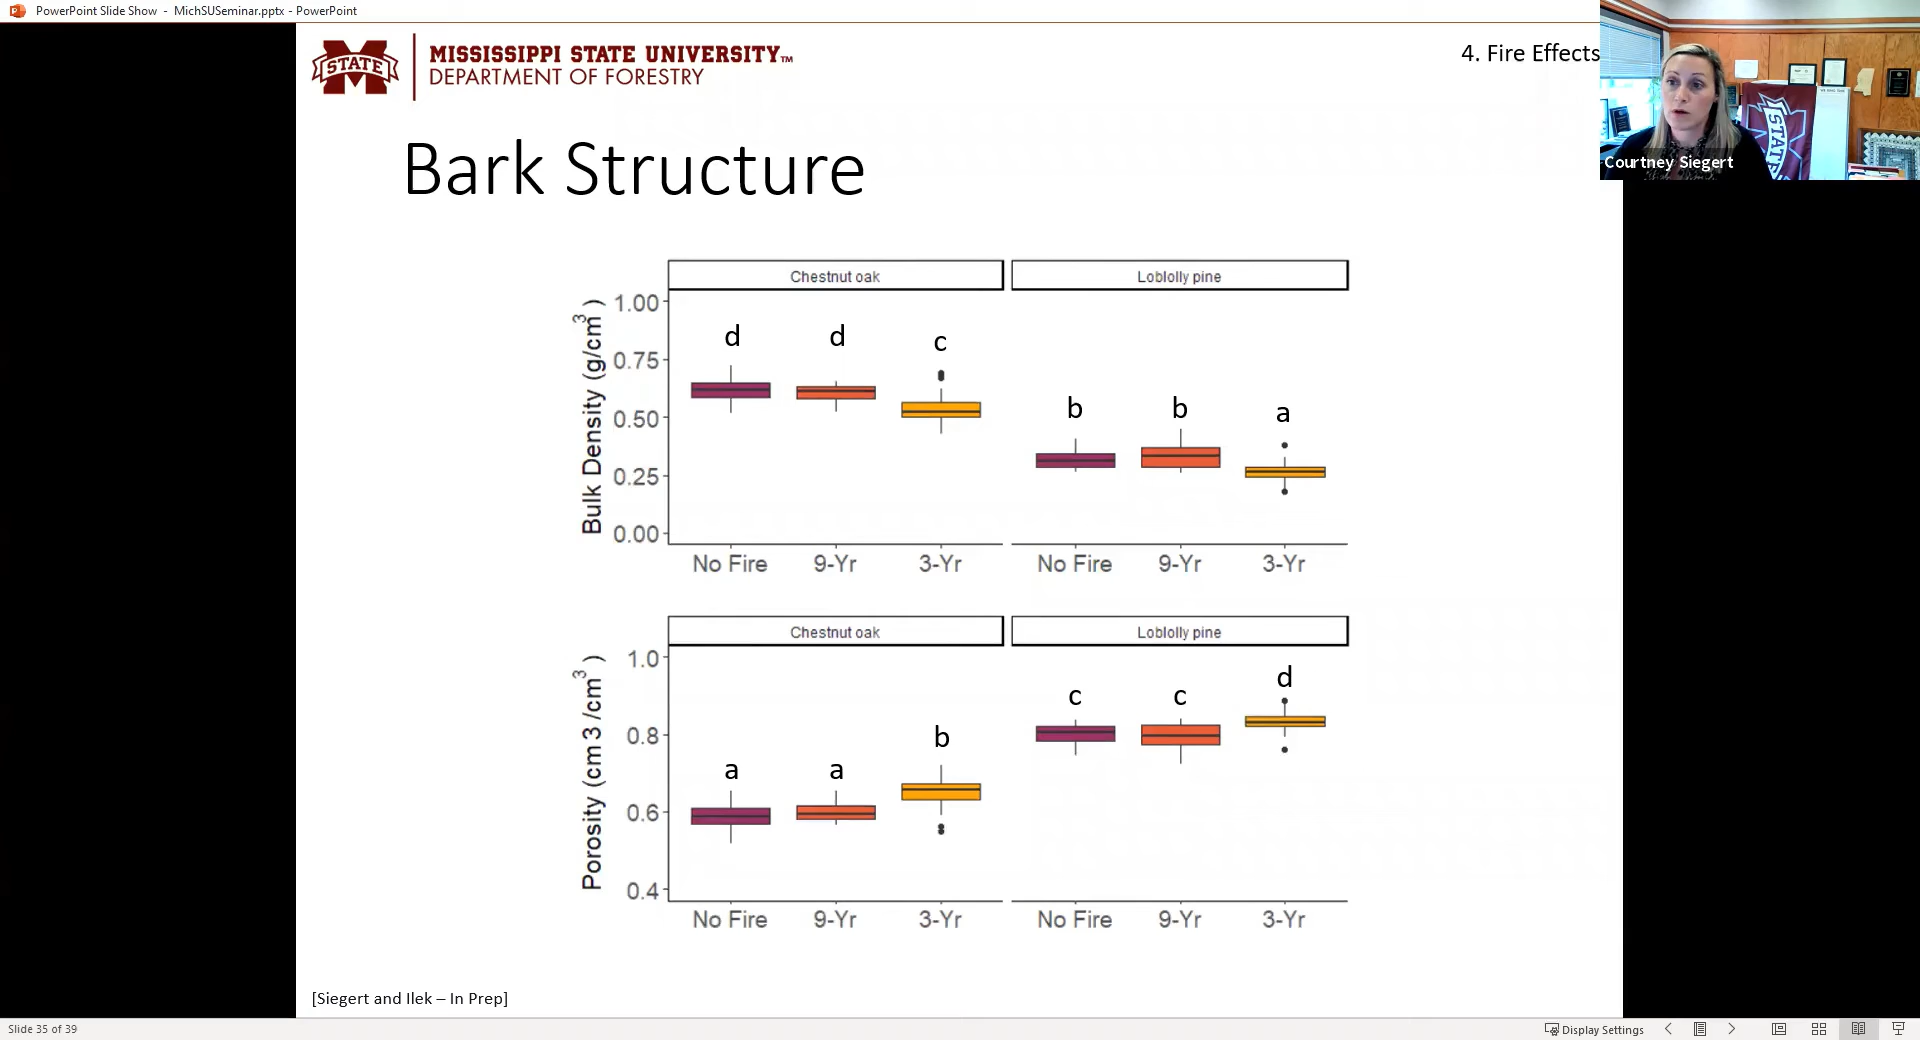 PowerPoint Slide Show - MichSUSeminar.pptx - PowerPoint
STATE
MISSISSIPPI STATE UNIVERSITY™
DEPARTMENT OF FORESTRY
4. Fire Effects
Courtney Siegert
Bark Structure
Chestnut oak
Loblolly pine
Bulk Density (g/cm³)
1.00
0.75
0.50
0.25
0.00
d d c
b b a
No Fire 9-Yr 3-Yr
No Fire 9-Yr 3-Yr
Chestnut oak
Loblolly pine
Porosity (cm 3 /cm³)
1.0
0.8
0.6
0.4
a a b
c c d
No Fire 9-Yr 3-Yr
No Fire 9-Yr 3-Yr
[Siegert and Ilek – In Prep]
Slide 35 of 39
Display Settings